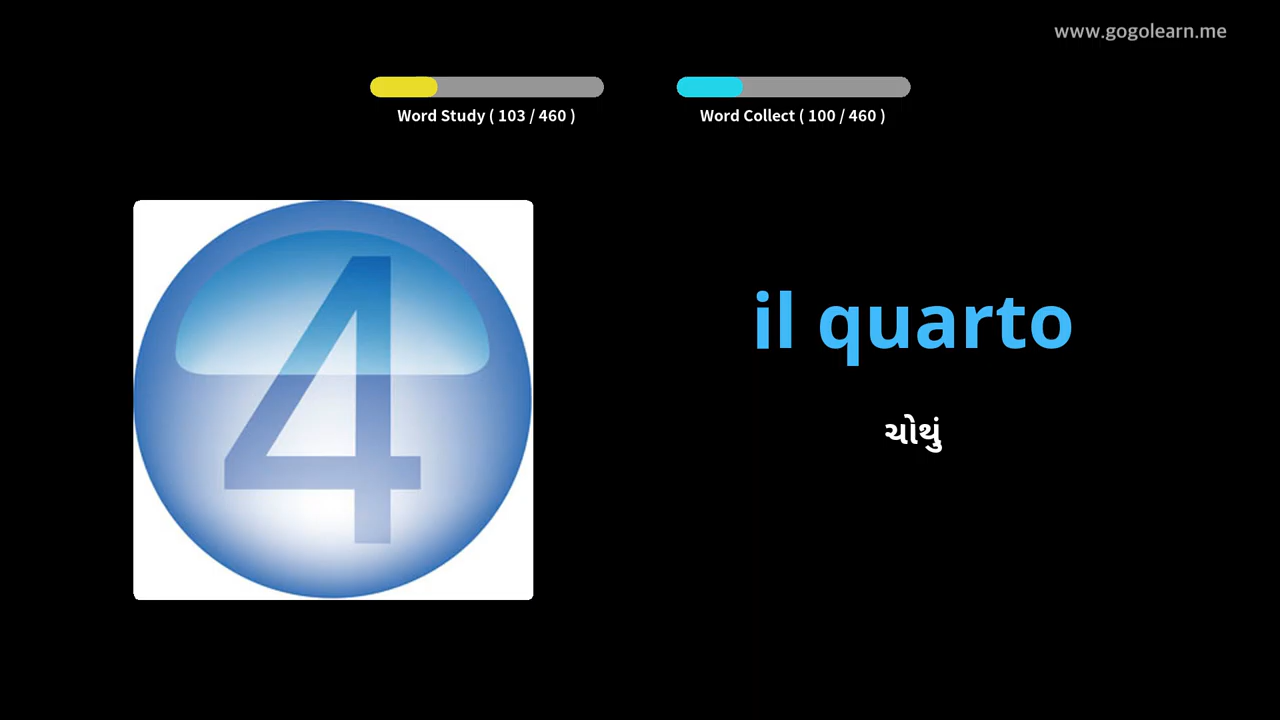 www.gogolearn.me
Word Study ( 103 / 460 )
Word Collect ( 100 / 460 )
4
il quarto
ચોથું